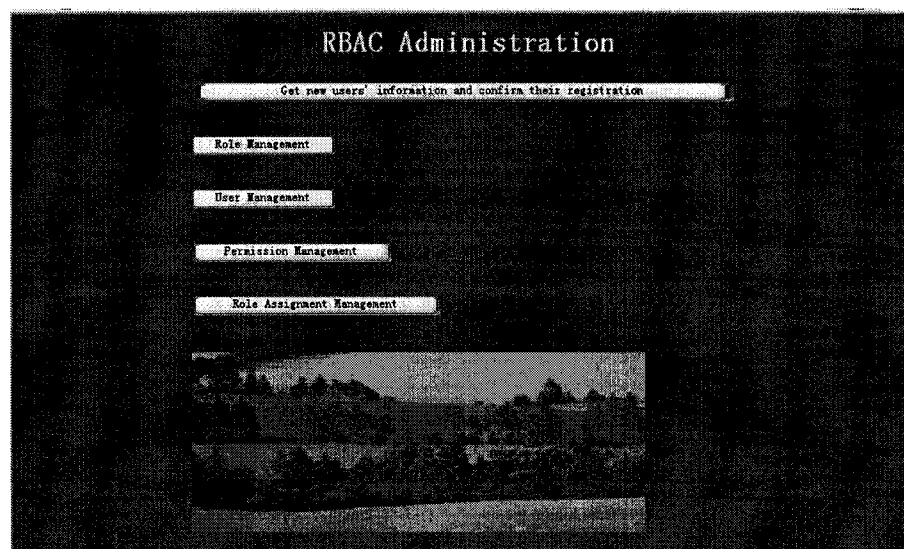 RBAC Administration
Get new users' information and confirm their registration
Role Management
User Management
Permission Management
Role Assignment Management